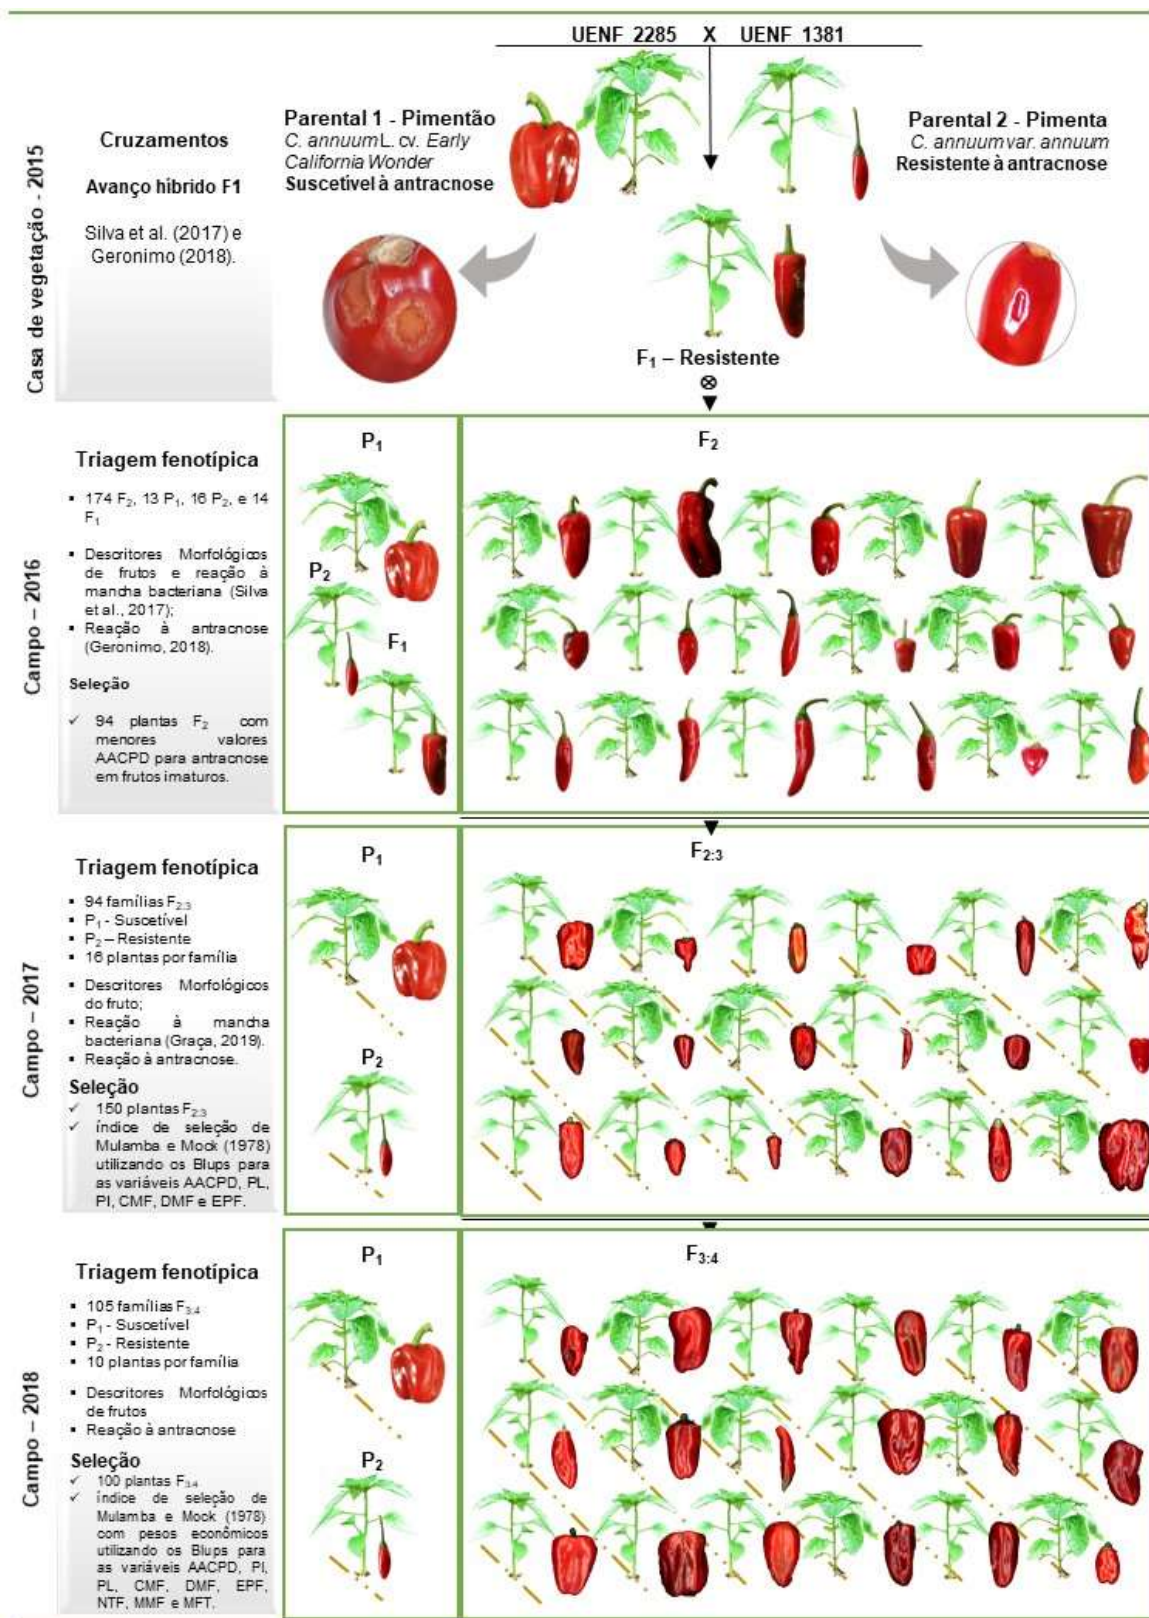 UENF 2285 X UENF 1381
Casa de vegetação - 2015
Cruzamentos
Avanço híbrido F1
Silva et al. (2017) e
Geronimo (2018).
Parental 1 - Pimentão
C. annuum L. cv. Early
California Wonder
Suscetível à antracnose
Parental 2 - Pimenta
C. annuum var. annuum
Resistente à antracnose
F1 – Resistente
⊗
Campo – 2016
Triagem fenotípica
▪ 174 F2, 13 P1, 16 P2, e 14
F1
▪ Descritores Morfológicos
de frutos e reação à
mancha bacteriana (Silva
et al., 2017);
▪ Reação à antracnose
(Geronimo, 2018).
Seleção
✓ 94 plantas F2 com
menores valores
AACPD para antracnose
em frutos imaturos.
P1
P2
F1
F2
Campo – 2017
Triagem fenotípica
▪ 94 famílias F2:3
▪ P1 - Suscetível
▪ P2 – Resistente
▪ 16 plantas por família
▪ Descritores Morfológicos
do fruto;
▪ Reação à mancha
bacteriana (Graça, 2019).
▪ Reação à antracnose.
Seleção
✓ 150 plantas F2:3
✓ índice de seleção de
Mulamba e Mock (1978)
utilizando os Blups para
as variáveis AACPD, PL,
PI, CMF, DMF e EPF.
P1
P2
F2:3
Campo – 2018
Triagem fenotípica
▪ 105 famílias F3:4
▪ P1 - Suscetível
▪ P2 - Resistente
▪ 10 plantas por família
▪ Descritores Morfológicos
de frutos
▪ Reação à antracnose
Seleção
✓ 100 plantas F3:4
✓ índice de seleção de
Mulamba e Mock (1978)
com pesos econômicos
utilizando os Blups para
as variáveis AACPD, PI,
PL, CMF, DMF, EPF,
NTF, MMF e MFT.
P1
P2
F3:4